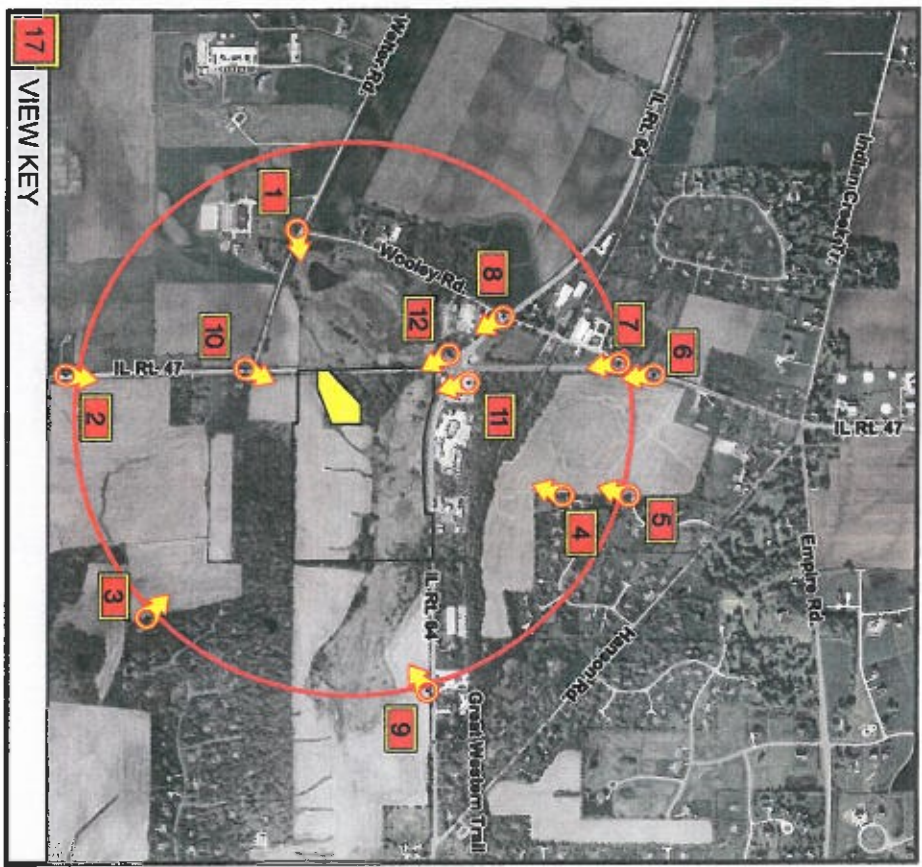 Indian Creek Tr.
IL Rt. 47
Empire Rd.
IL Rt. 64
Hanson Rd.
6
7
5
4
Great Western Trail
8
11
Wooley Rd.
12
IL Rt. 64
9
Welter Rd.
1
10
IL Rt. 47
3
2
17
VIEW KEY